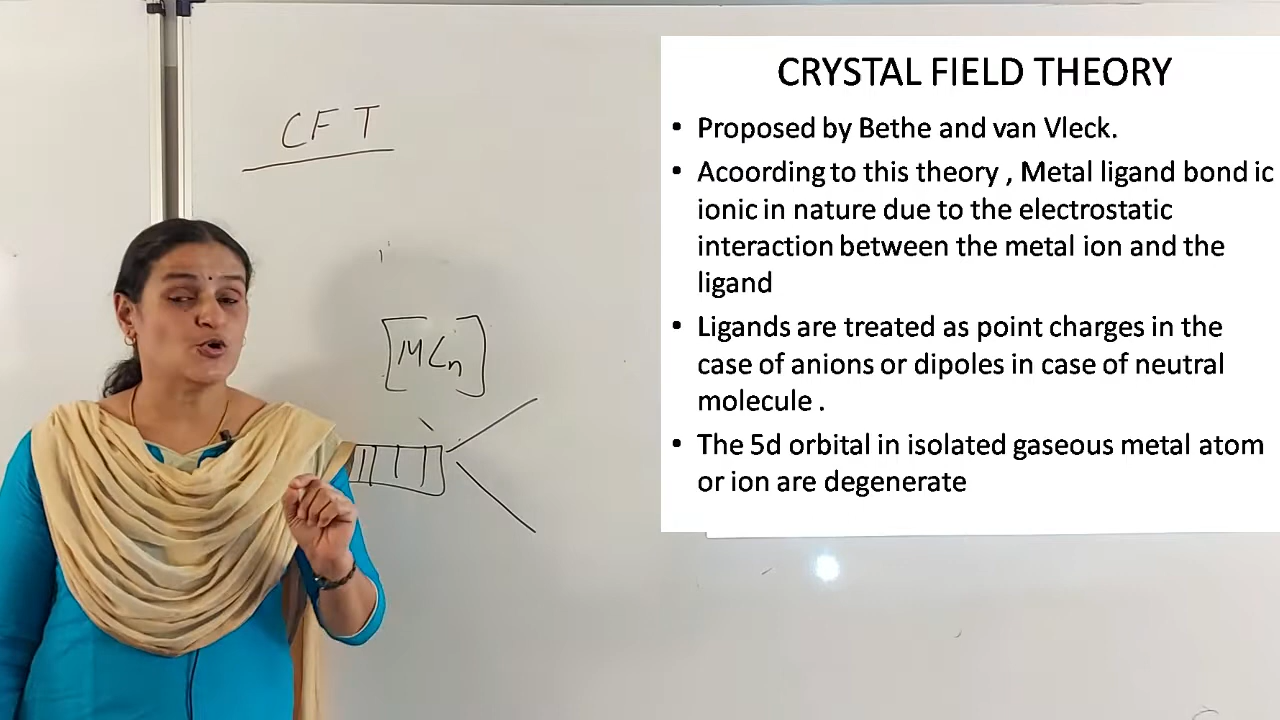 CFT
[MLn]
CRYSTAL FIELD THEORY
• Proposed by Bethe and van Vleck.
• Acoording to this theory , Metal ligand bond ic
ionic in nature due to the electrostatic
interaction between the metal ion and the
ligand
• Ligands are treated as point charges in the
case of anions or dipoles in case of neutral
molecule .
• The 5d orbital in isolated gaseous metal atom
or ion are degenerate